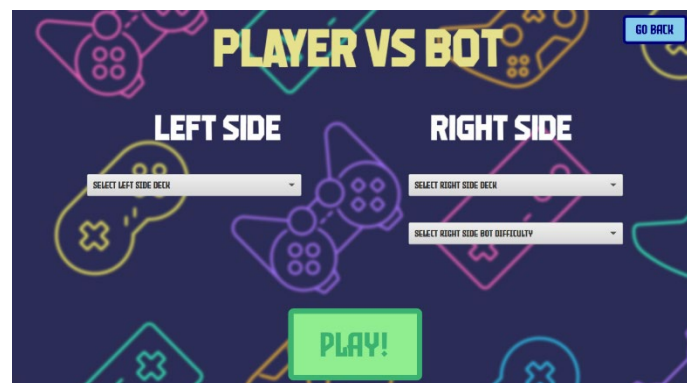 PLAYER VS BOT
GO BACK
LEFT SIDE
RIGHT SIDE
SELECT LEFT SIDE DECK
SELECT RIGHT SIDE DECK
SELECT RIGHT SIDE BOT DIFFICULTY
PLAY!